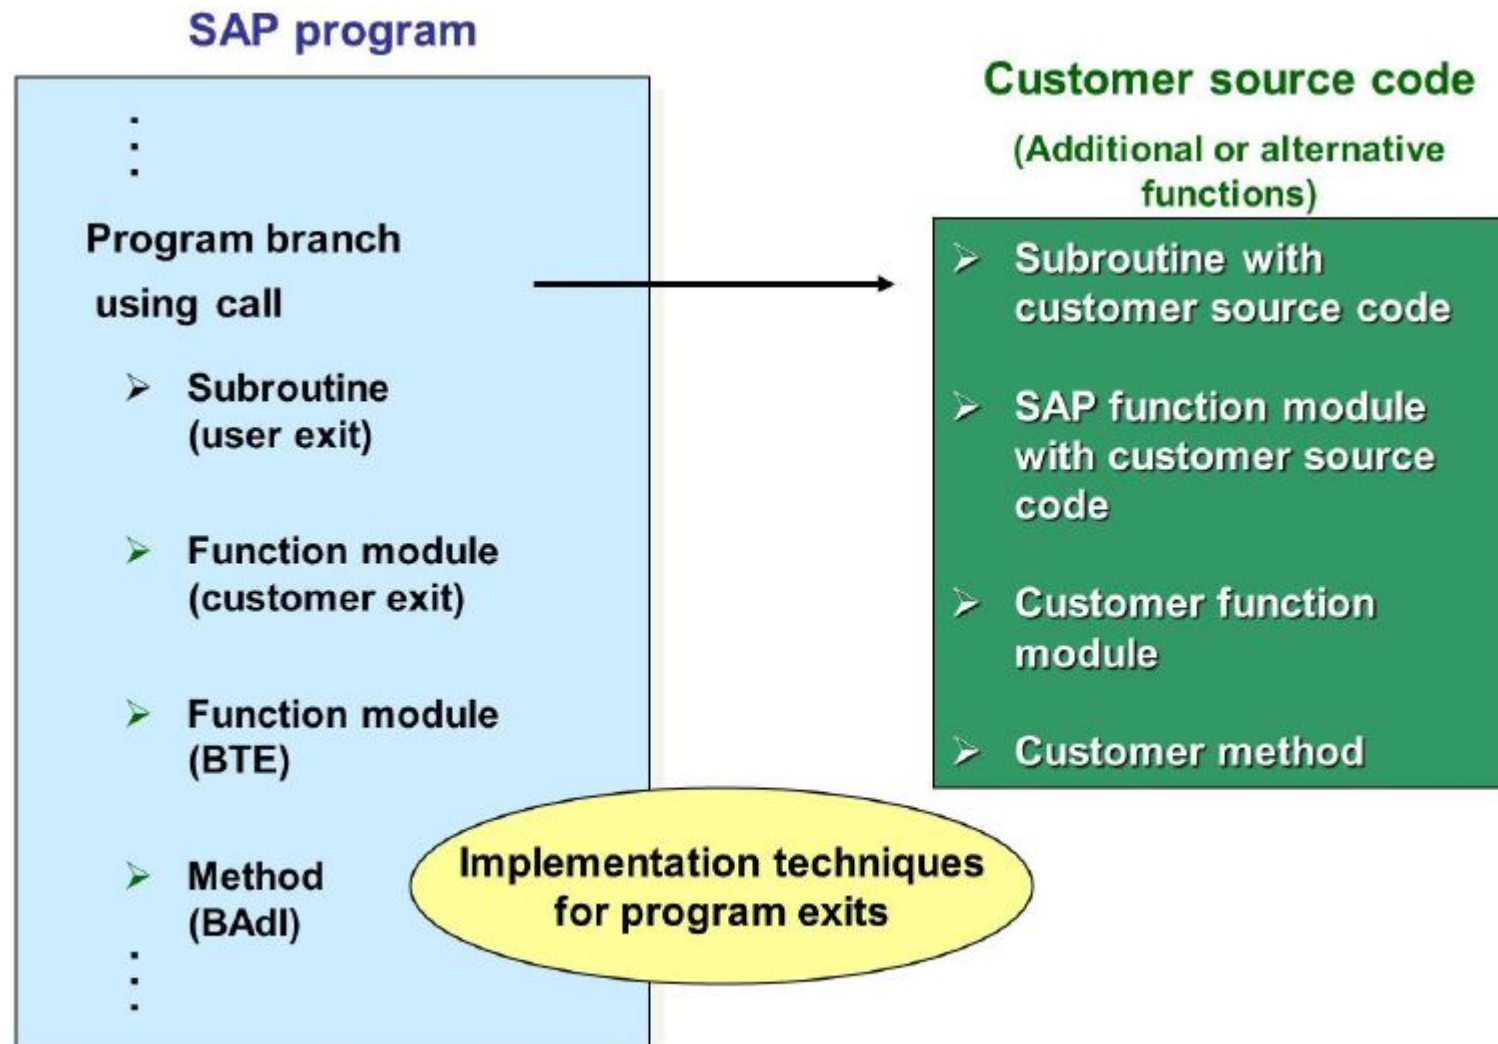 SAP program
Program branch
using call
Subroutine
(user exit)
Function module
(customer exit)
Function module
(BTE)
Method
(BAdI)
Customer source code
(Additional or alternative
functions)
Subroutine with
customer source code
SAP function module
with customer source
code
Customer function
module
Customer method
Implementation techniques
for program exits